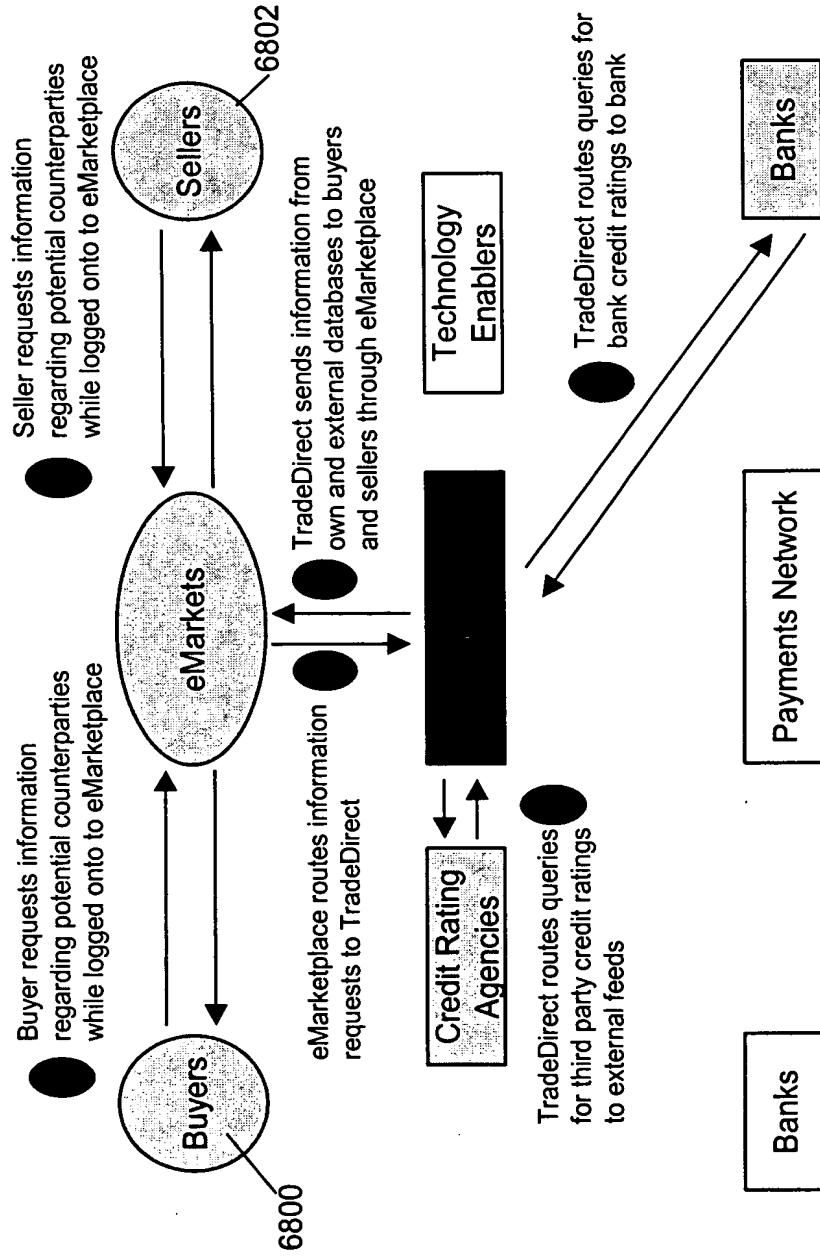 Buyer requests information
regarding potential counterparties
while logged onto to eMarketplace
Seller requests information
regarding potential counterparties
while logged onto to eMarketplace
6800
Buyers
eMarkets
Sellers
6802
eMarketplace routes information
requests to TradeDirect
TradeDirect sends information from
own and external databases to buyers
and sellers through eMarketplace
Credit Rating
Agencies
Technology
Enablers
TradeDirect routes queries
for third party credit ratings
to external feeds
TradeDirect routes queries for
bank credit ratings to bank
Banks
Payments Network
Banks